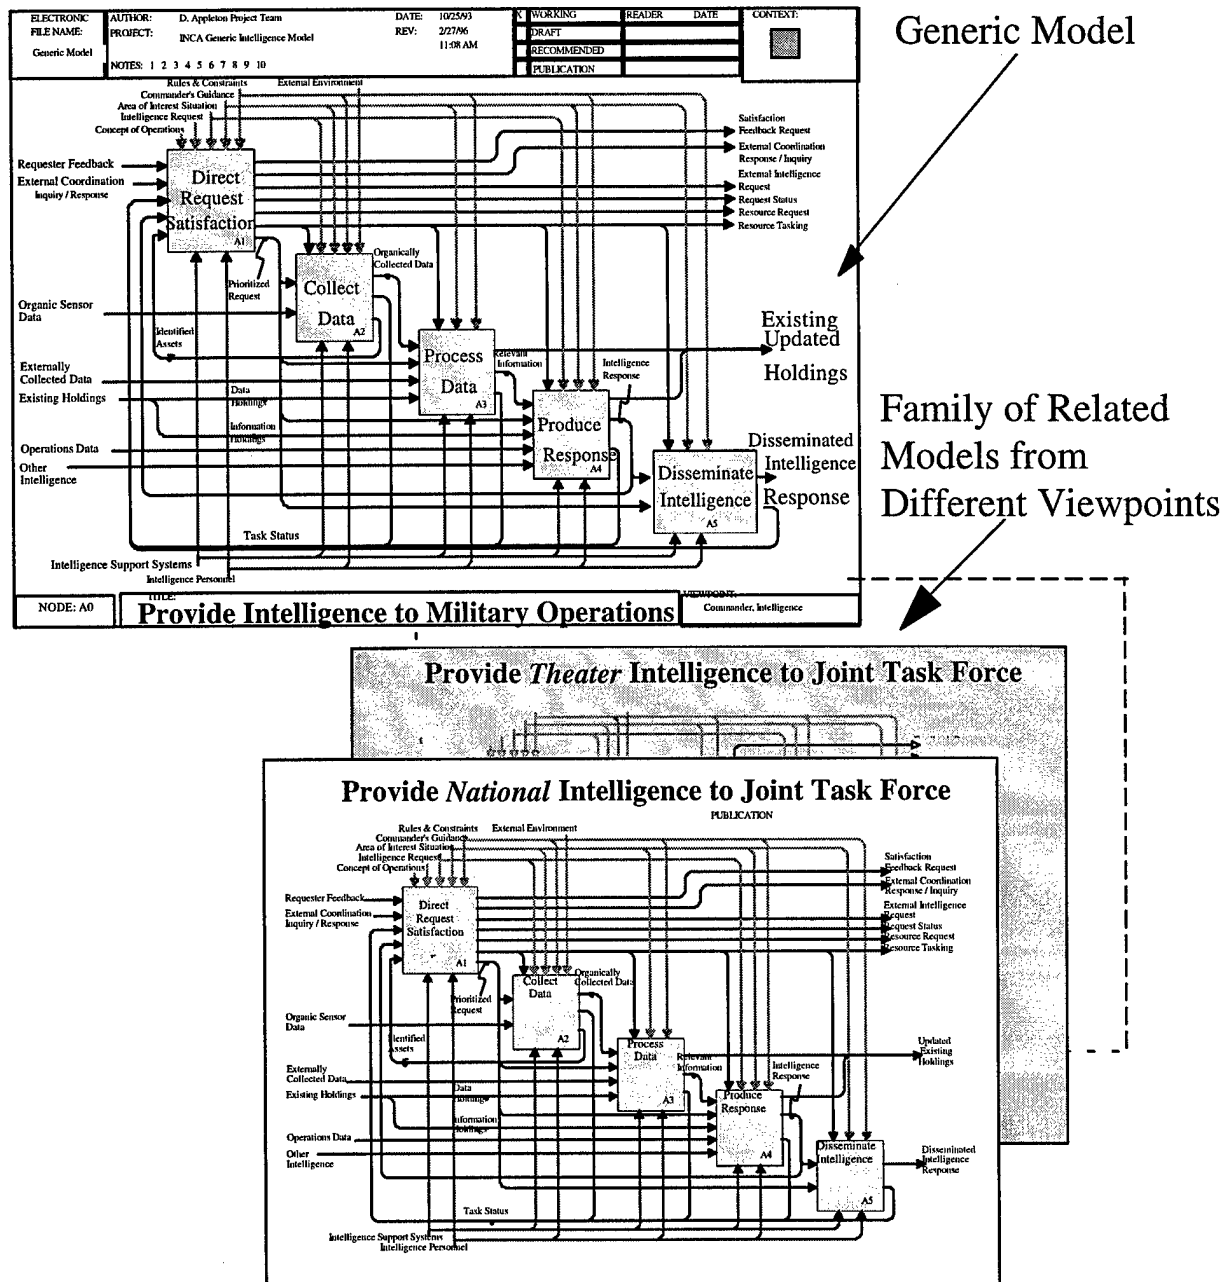 ELECTRONIC
FILE NAME:
Generic Model
AUTHOR: D. Appleton Project Team
PROJECT: INCA Generic Intelligence Model
NOTES: 1 2 3 4 5 6 7 8 9 10
DATE: 10/25/93
REV: 2/27/96
11:08 AM
X WORKING
DRAFT
RECOMMENDED
PUBLICATION
READER DATE
CONTEXT:
Generic Model
Rules & Constraints
External Environment
Commander's Guidance
Area of Interest Situation
Intelligence Request
Concept of Operations
Requester Feedback
External Coordination
Inquiry / Response
Direct
Request
Satisfaction
A1
Satisfaction
Feedback Request
External Coordination
Response / Inquiry
External Intelligence
Request
Request Status
Resource Request
Resource Tasking
Prioritized
Request
Organically
Collected Data
Collect
Data
A2
Organic Sensor
Data
Identified
Assets
Process
Data
A3
Relevant
Information
Intelligence
Response
Existing
Updated
Holdings
Externally
Collected Data
Existing Holdings
Data
Holdings
Information
Holdings
Produce
Response
A4
Operations Data
Other
Intelligence
Disseminate
Intelligence
A5
Disseminated
Intelligence
Response
Family of Related
Models from
Different Viewpoints
Task Status
Intelligence Support Systems
Intelligence Personnel
NODE: A0
TITLE:
Provide Intelligence to Military Operations
VIEWPOINT:
Commander, Intelligence
Provide Theater Intelligence to Joint Task Force
Provide National Intelligence to Joint Task Force
PUBLICATION
Rules & Constraints
External Environment
Commander's Guidance
Area of Interest Situation
Intelligence Request
Concept of Operations
Requester Feedback
External Coordination
Inquiry / Response
Direct
Request
Satisfaction
A1
Satisfaction
Feedback Request
External Coordination
Response / Inquiry
External Intelligence
Request
Request Status
Resource Request
Resource Tasking
Prioritized
Request
Organically
Collected Data
Collect
Data
A2
Organic Sensor
Data
Identified
Assets
Process
Data
A3
Relevant
Information
Intelligence
Response
Updated
Existing
Holdings
Externally
Collected Data
Existing Holdings
Data
Holdings
Information
Holdings
Produce
Response
A4
Operations Data
Other
Intelligence
Disseminate
Intelligence
A5
Disseminated
Intelligence
Response
Task Status
Intelligence Support Systems
Intelligence Personnel